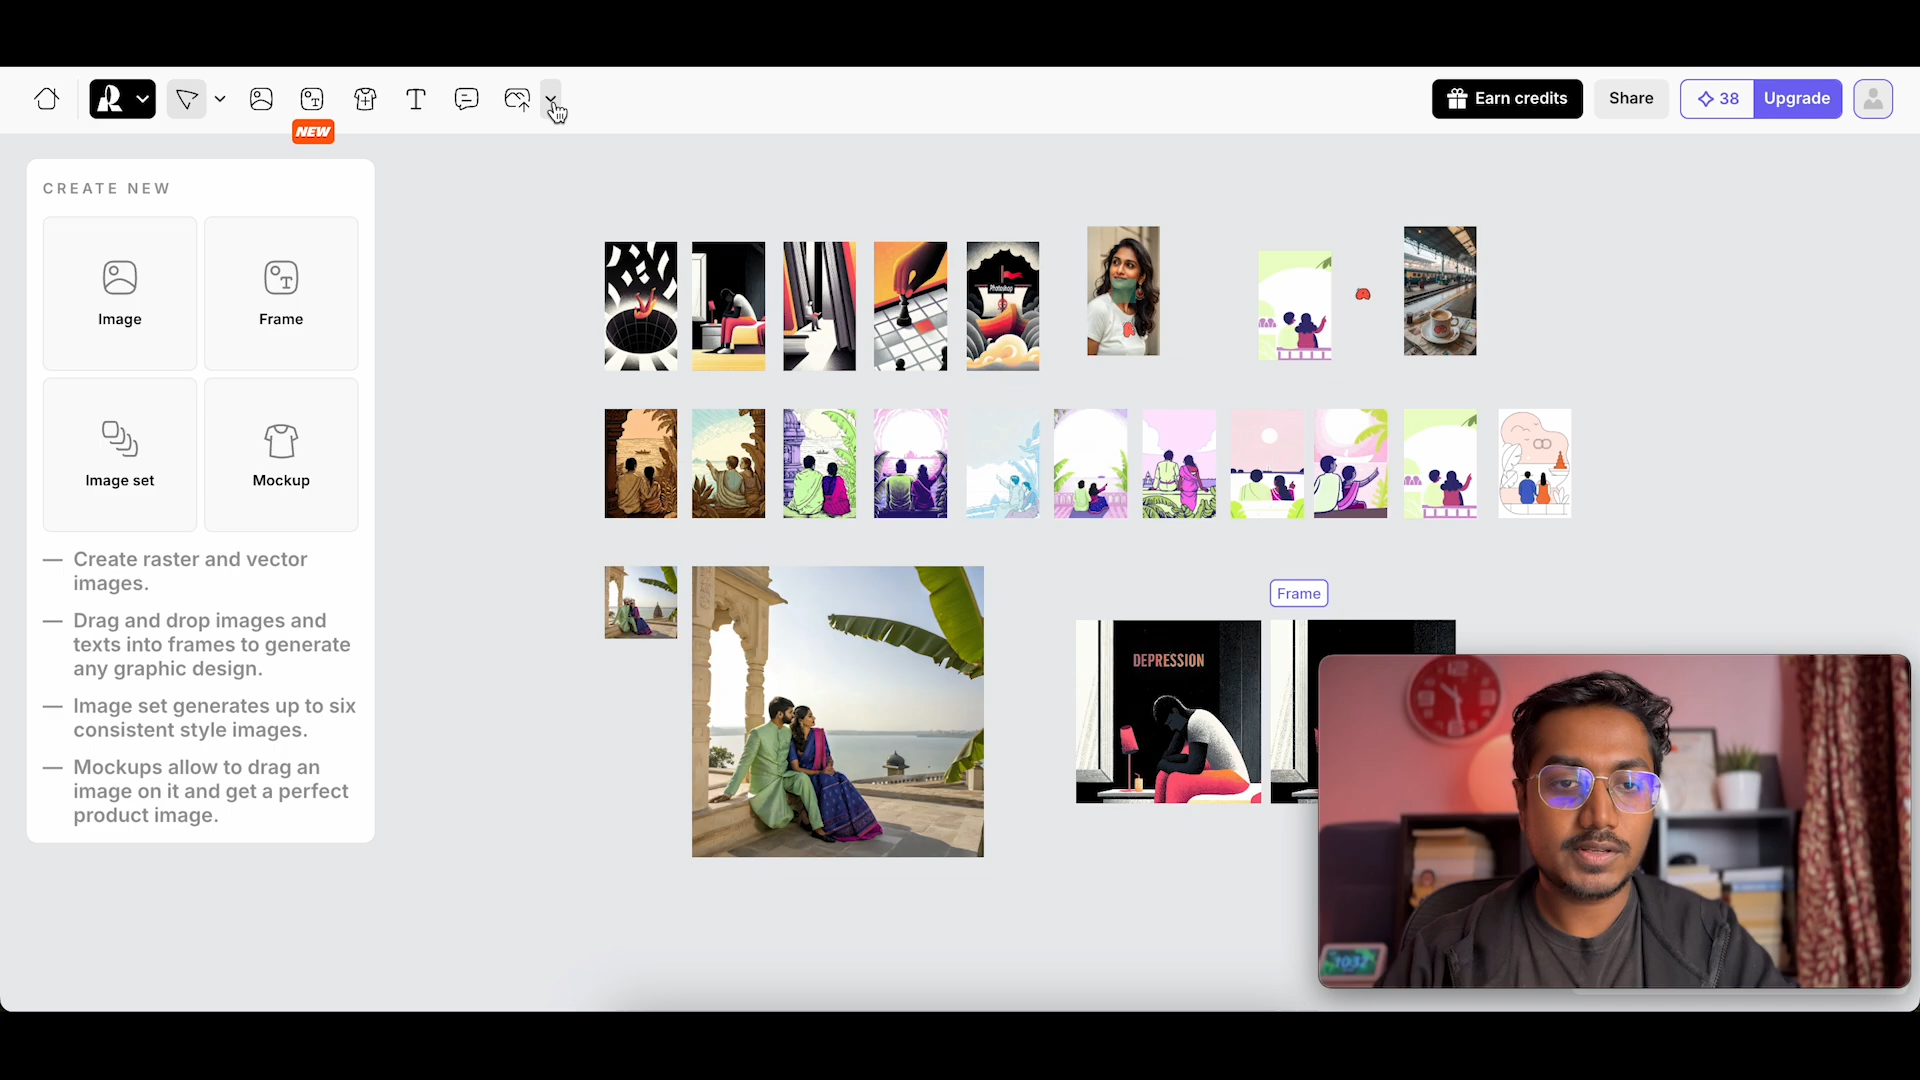 Earn credits
Share
38
Upgrade
NEW
CREATE NEW
Image
Frame
Image set
Mockup
— Create raster and vector
images.
— Drag and drop images and
texts into frames to generate
any graphic design.
— Image set generates up to six
consistent style images.
— Mockups allow to drag an
image on it and get a perfect
product image.
Photoshop
Frame
DEPRESSION
1032